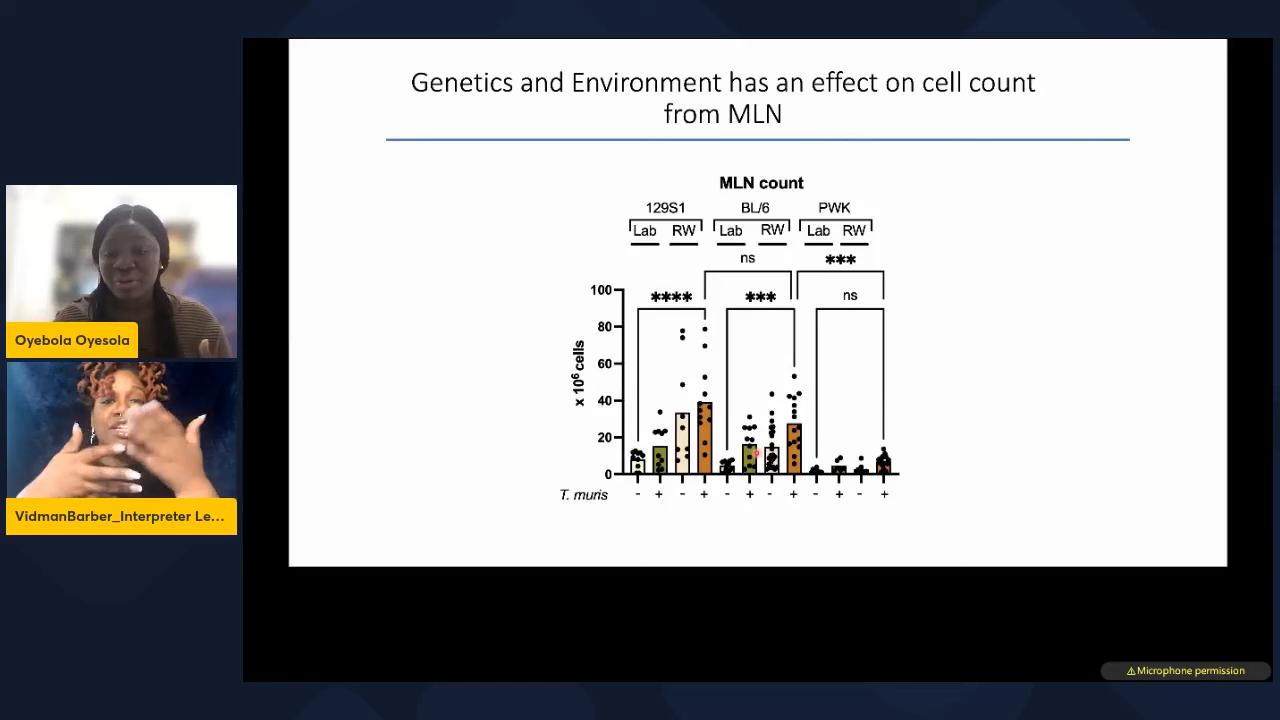 Genetics and Environment has an effect on cell count
from MLN
MLN count
129S1 BL/6 PWK
Lab RW Lab RW Lab RW
ns ***
**** *** ns
100
80
60
40
20
0
x 10⁶ cells
T. muris - + - + - + - + - + - +
Oyebola Oyesola
VidmanBarber_Interpreter Le...
⚠Microphone permission